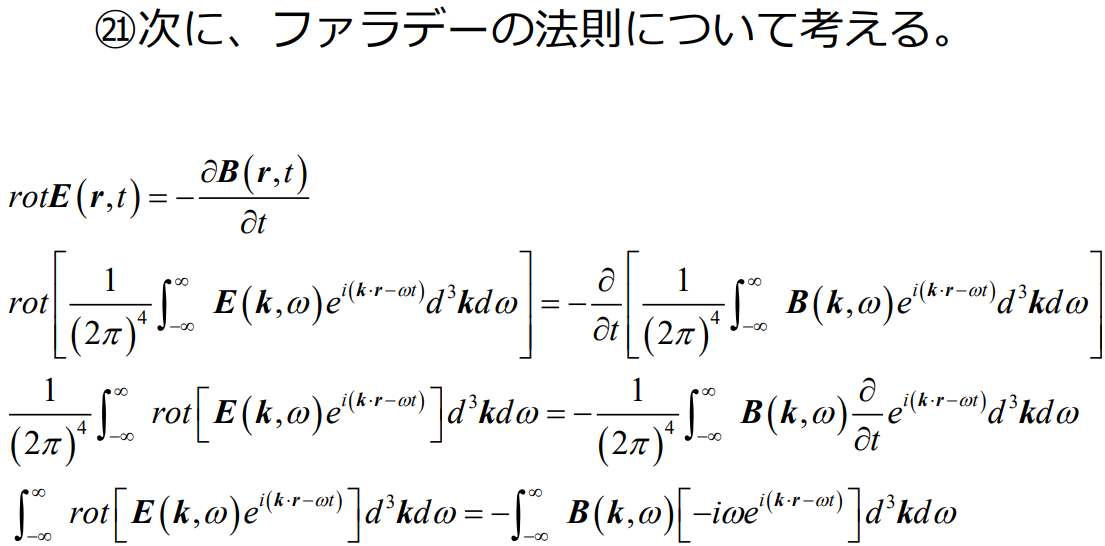 ㉑次に、ファラデーの法則について考える。
rotE(r,t) = −∂B(r,t)/∂t
rot[1/(2π)^4 ∫_{−∞}^{∞} E(k,ω)e^{i(k·r−ωt)}d^3kdω] = −∂/∂t[1/(2π)^4 ∫_{−∞}^{∞} B(k,ω)e^{i(k·r−ωt)}d^3kdω]
1/(2π)^4 ∫_{−∞}^{∞} rot[E(k,ω)e^{i(k·r−ωt)}]d^3kdω = −1/(2π)^4 ∫_{−∞}^{∞} B(k,ω)∂/∂t e^{i(k·r−ωt)}d^3kdω
∫_{−∞}^{∞} rot[E(k,ω)e^{i(k·r−ωt)}]d^3kdω = −∫_{−∞}^{∞} B(k,ω)[−iωe^{i(k·r−ωt)}]d^3kdω